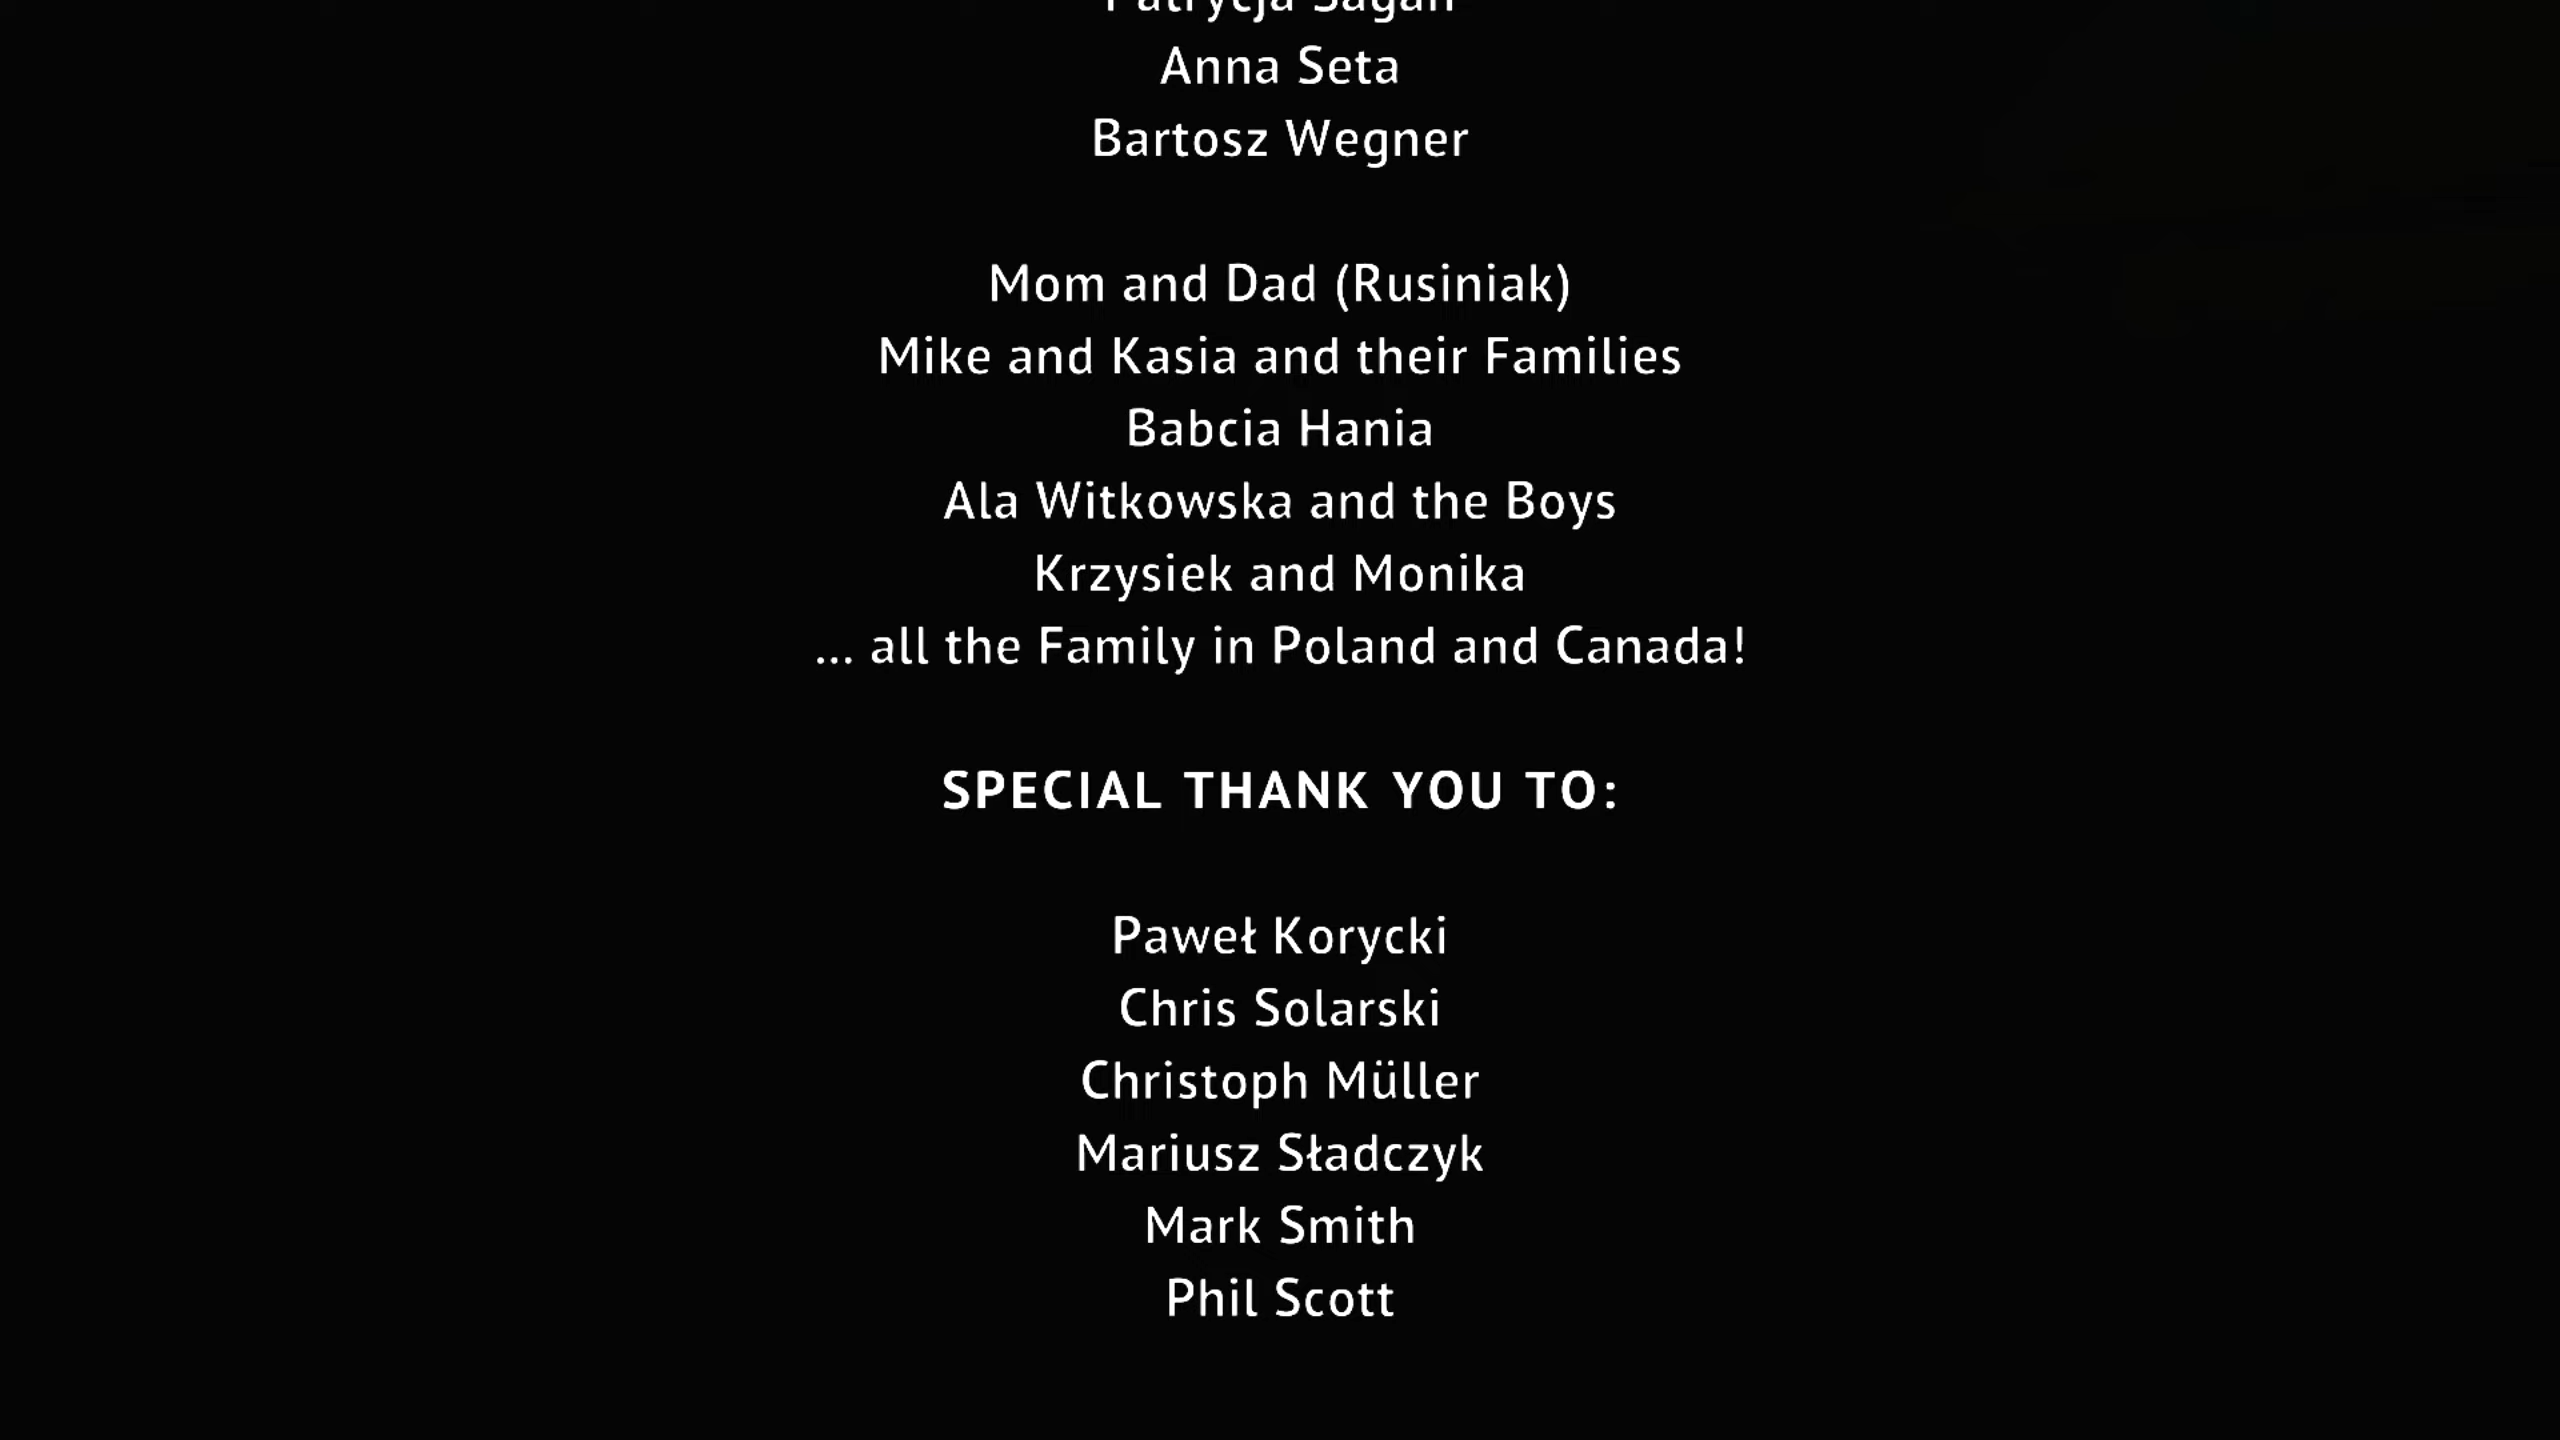 Patrycja Sagan
Anna Seta
Bartosz Wegner
Mom and Dad (Rusiniak)
Mike and Kasia and their Families
Babcia Hania
Ala Witkowska and the Boys
Krzysiek and Monika
... all the Family in Poland and Canada!
SPECIAL THANK YOU TO:
Paweł Korycki
Chris Solarski
Christoph Müller
Mariusz Sładczyk
Mark Smith
Phil Scott